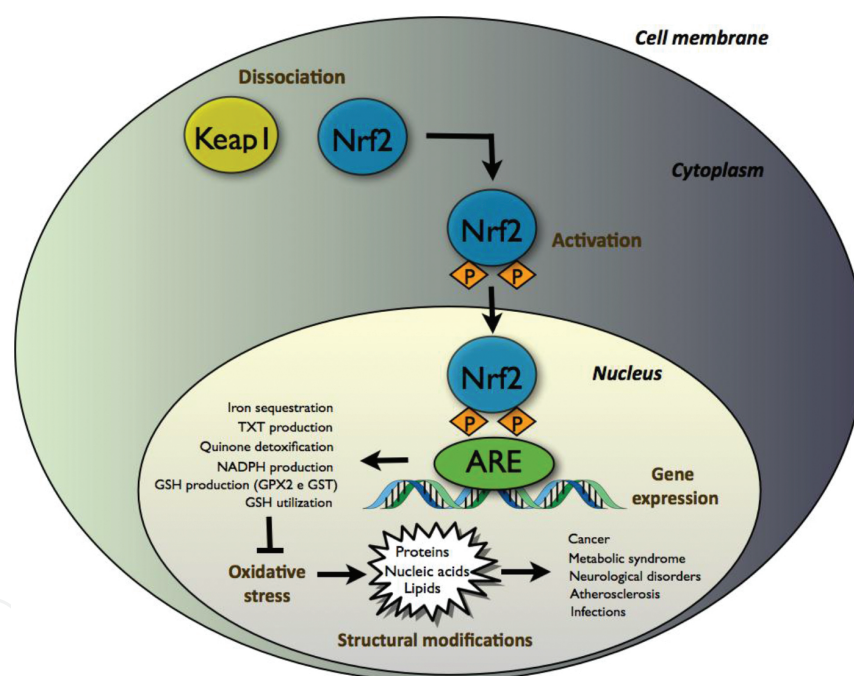 Cell membrane
Dissociation
Keap1
Nrf2
Cytoplasm
Nrf2
Activation
P P
Nrf2
Nucleus
P P
ARE
Gene
expression
Iron sequestration
TXT production
Quinone detoxification
NADPH production
GSH production (GPX2 e GST)
GSH utilization
Oxidative
stress
Proteins
Nucleic acids
Lipids
Structural modifications
Cancer
Metabolic syndrome
Neurological disorders
Atherosclerosis
Infections